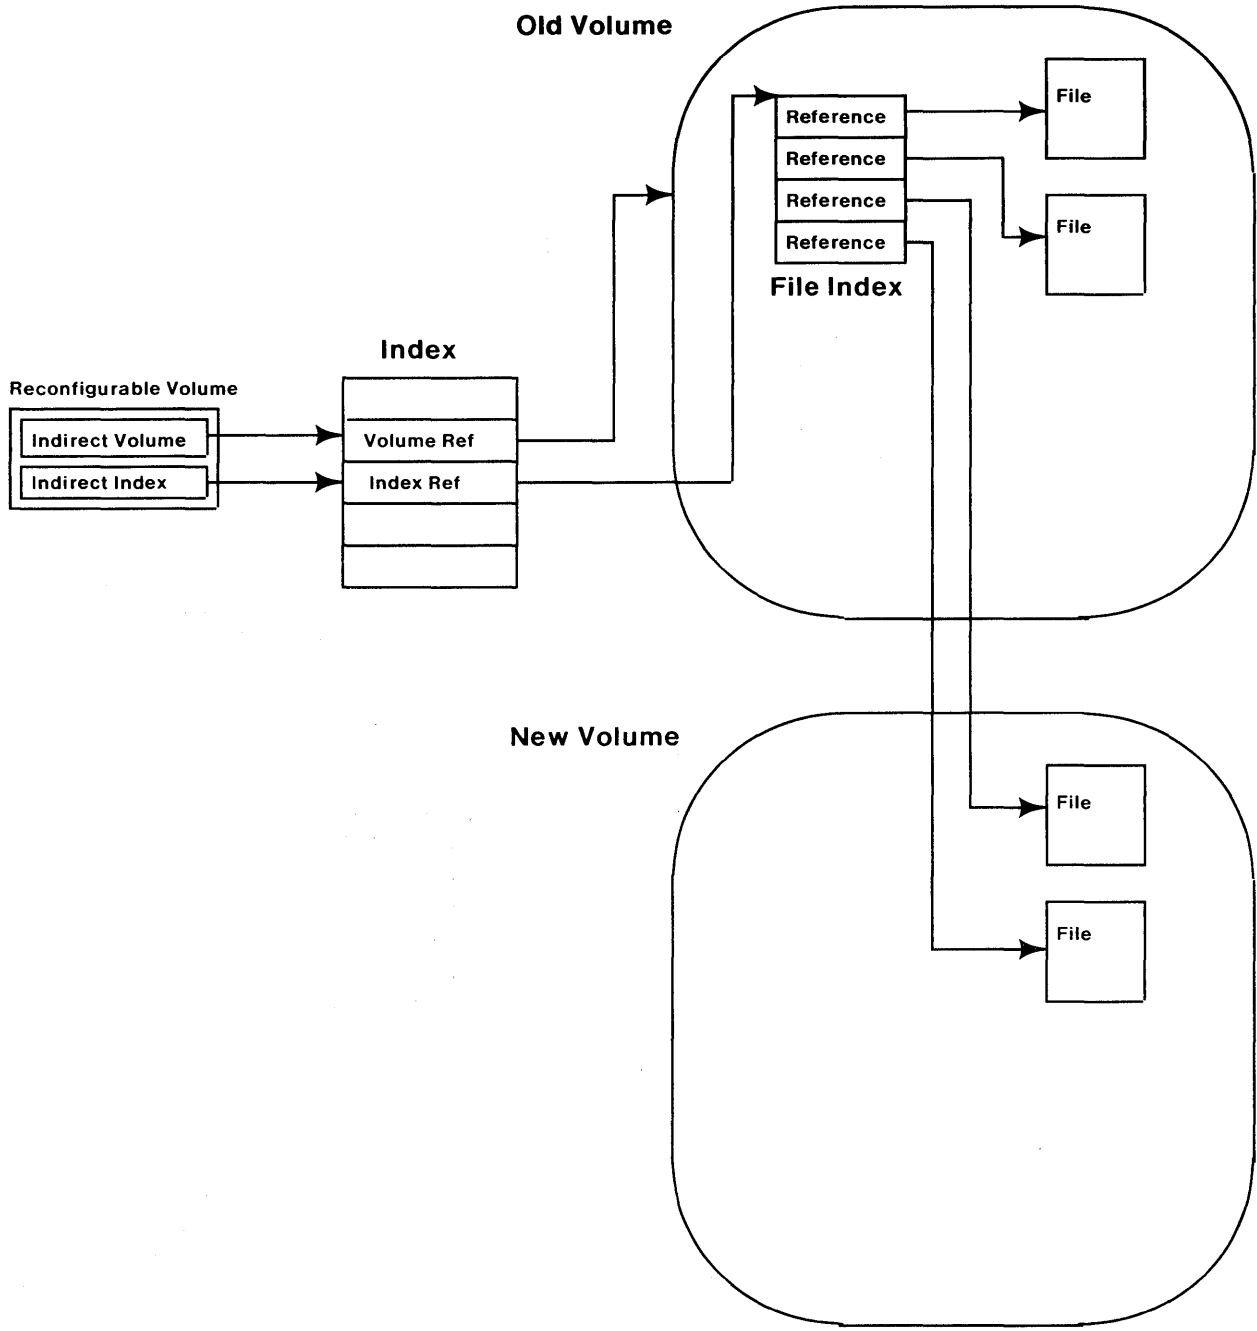 Old Volume
File
Reference
Reference
Reference
Reference
File
File Index
Index
Reconfigurable Volume
Indirect Volume
Volume Ref
Indirect Index
Index Ref
New Volume
File
File